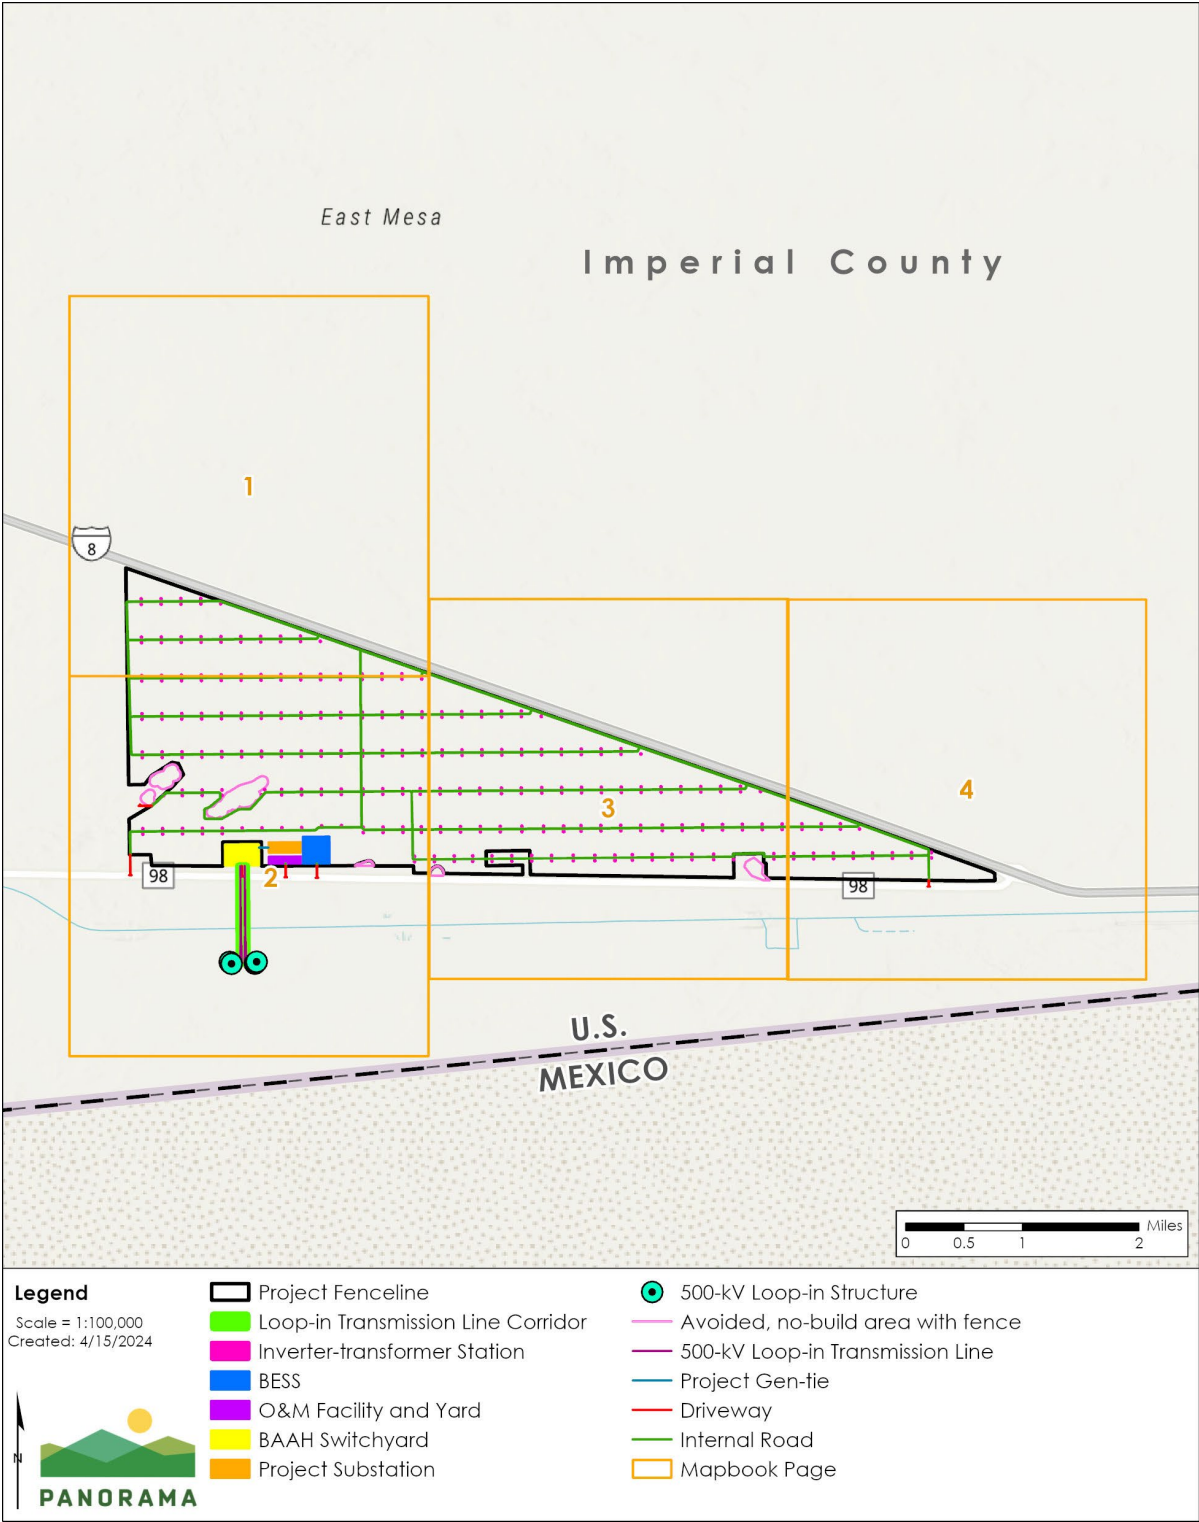 East Mesa
Imperial County
1
8
3
4
2
98
98
U.S.
MEXICO
Miles
0 0.5 1 2
Legend
Scale = 1:100,000
Created: 4/15/2024
N
PANORAMA
Project Fenceline
Loop-in Transmission Line Corridor
Inverter-transformer Station
BESS
O&M Facility and Yard
BAAH Switchyard
Project Substation
500-kV Loop-in Structure
Avoided, no-build area with fence
500-kV Loop-in Transmission Line
Project Gen-tie
Driveway
Internal Road
Mapbook Page